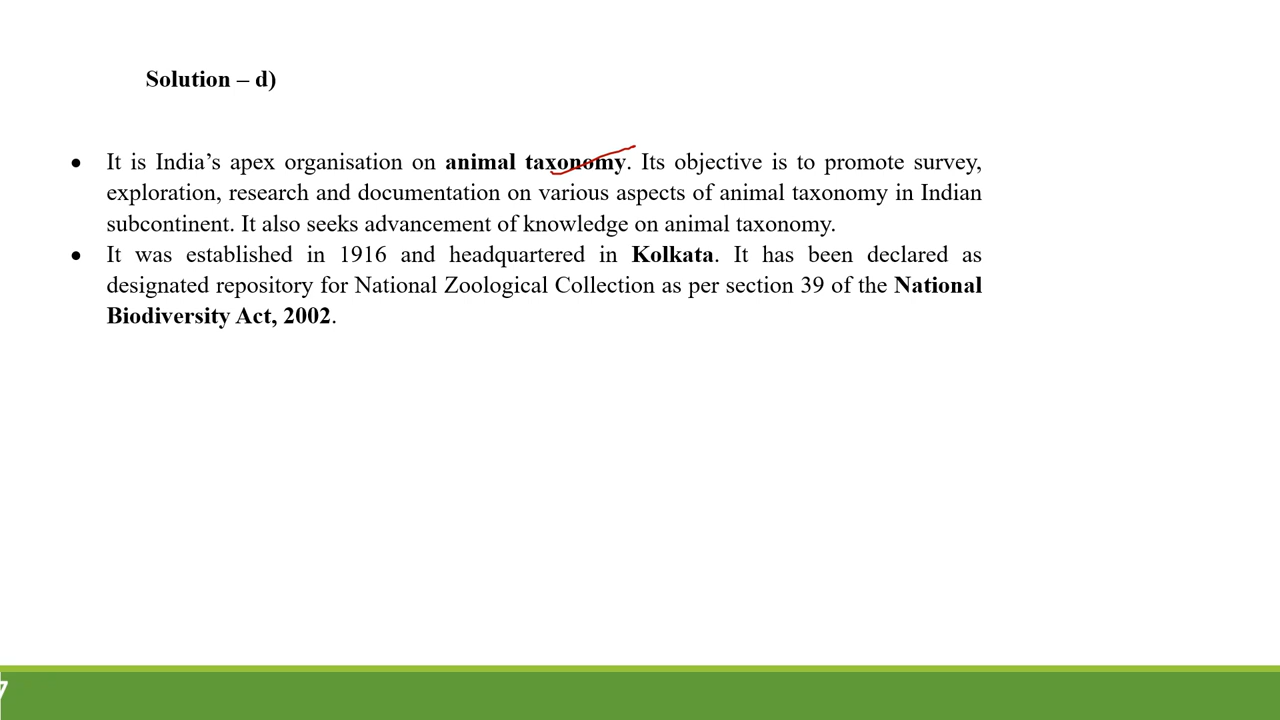 Solution – d)
• It is India’s apex organisation on animal taxonomy. Its objective is to promote survey,
exploration, research and documentation on various aspects of animal taxonomy in Indian
subcontinent. It also seeks advancement of knowledge on animal taxonomy.
• It was established in 1916 and headquartered in Kolkata. It has been declared as
designated repository for National Zoological Collection as per section 39 of the National
Biodiversity Act, 2002.
7